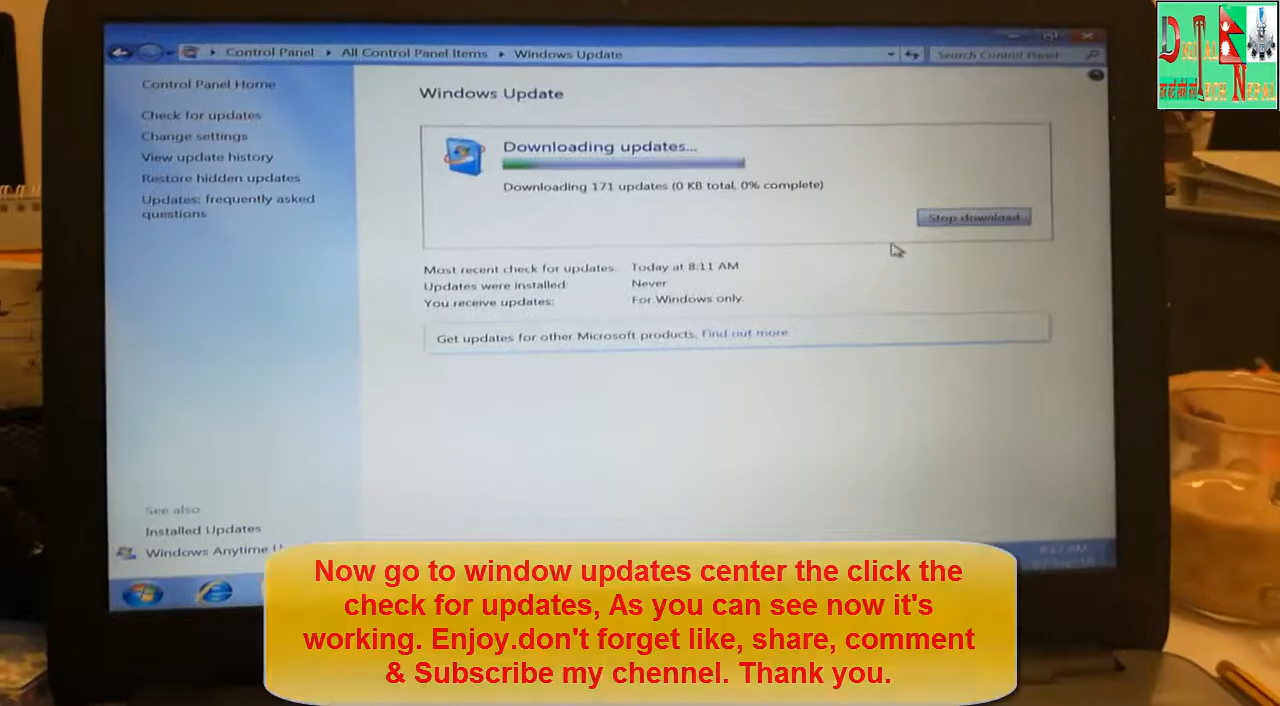 Control Panel
All Control Panel Items
Windows Update
Search Control Panel
Control Panel Home
Check for updates
Change settings
View update history
Restore hidden updates
Updates: frequently asked
questions
See also
Installed Updates
Windows Anytime U
Windows Update
Downloading updates...
Downloading 171 updates (0 KB total, 0% complete)
Stop download
Most recent check for updates: Today at 8:11 AM
Updates were installed: Never
You receive updates: For Windows only.
Get updates for other Microsoft products. Find out more
Now go to window updates center the click the
check for updates, As you can see now it's
working. Enjoy.don't forget like, share, comment
& Subscribe my chennel. Thank you.